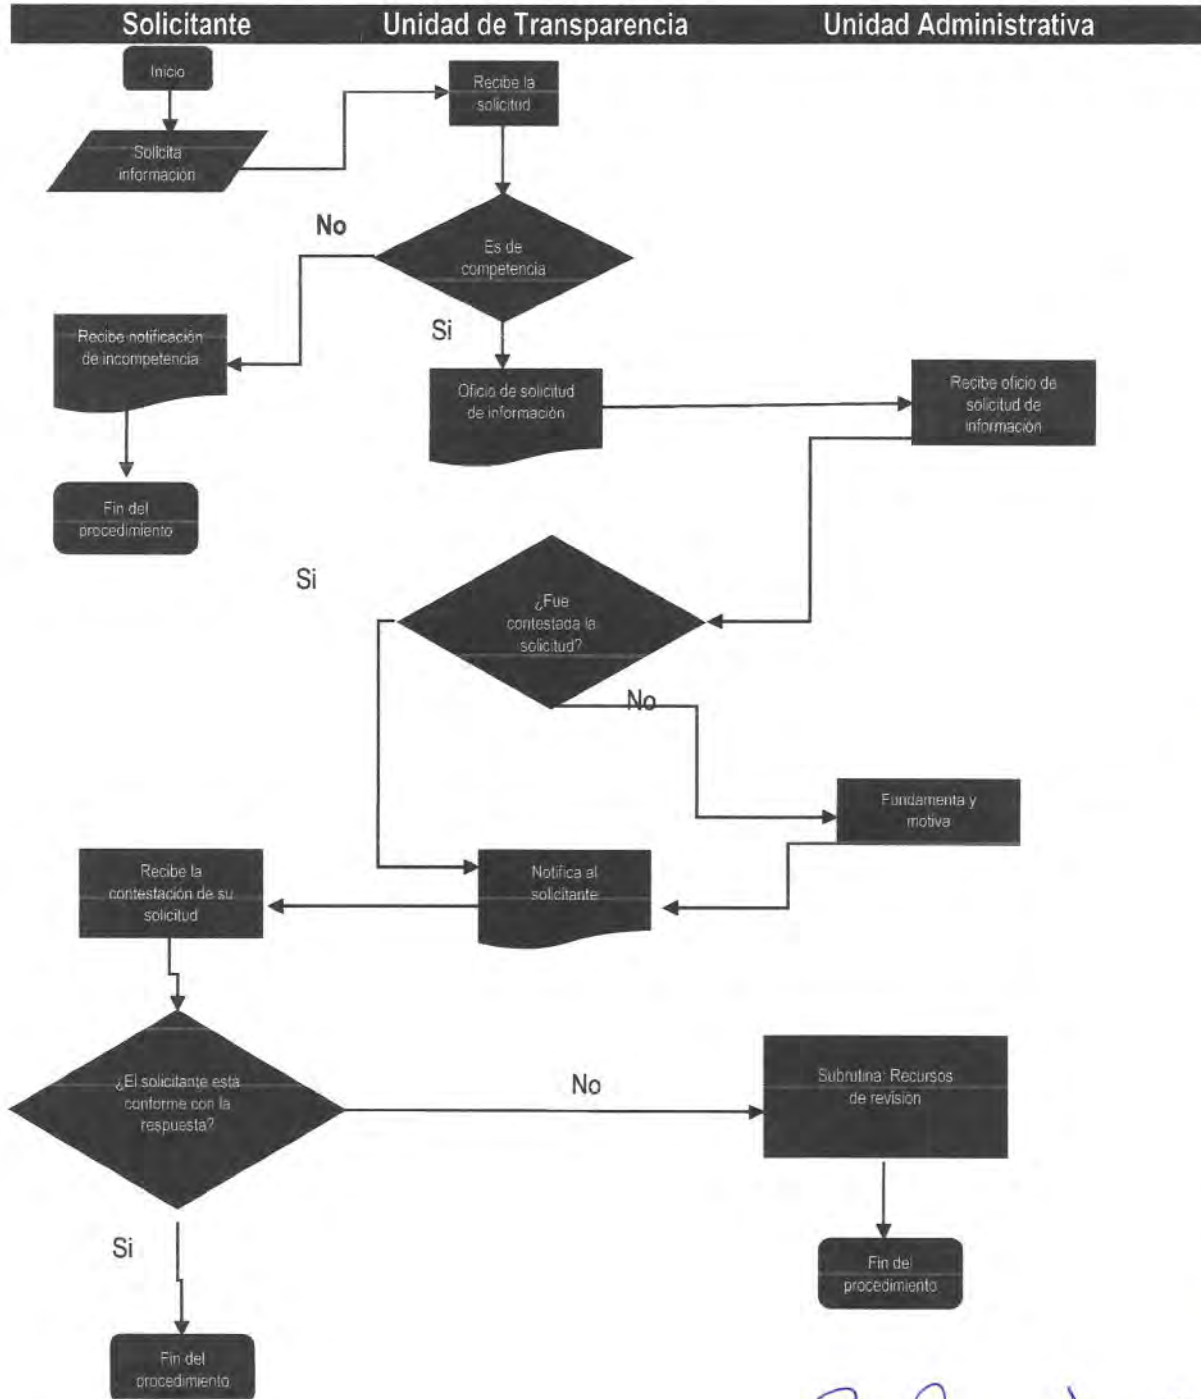 Solicitante Unidad de Transparencia Unidad Administrativa
Inicio
Recibe la
solicitud
Solicita
información
No
Es de
competencia
Si
Recibe notificación
de incompetencia
Oficio de solicitud
de información
Recibe oficio de
solicitud de
información
Fin del
procedimiento
Si
¿Fue
contestada la
solicitud?
No
Fundamenta y
motiva
Recibe la
contestación de su
solicitud
Notifica al
solicitante
¿El solicitante esta
conforme con la
respuesta?
No
Subrutina: Recursos
de revisión
Si
Fin del
procedimiento
Fin del
procedimiento